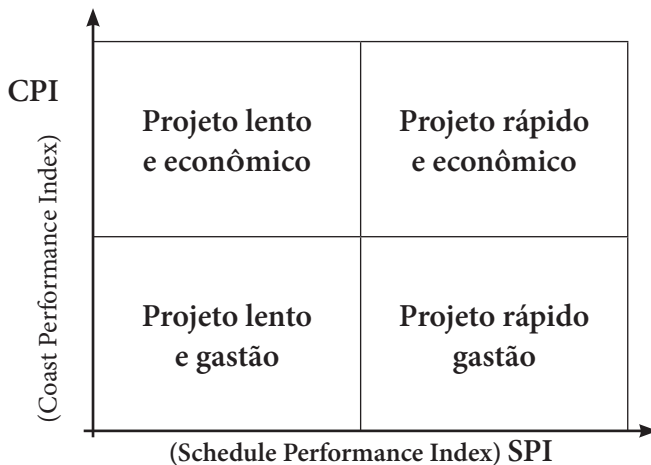 CPI
(Coast Performance Index)
Projeto lento
e econômico
Projeto rápido
e econômico
Projeto lento
e gastão
Projeto rápido
gastão
(Schedule Performance Index) SPI